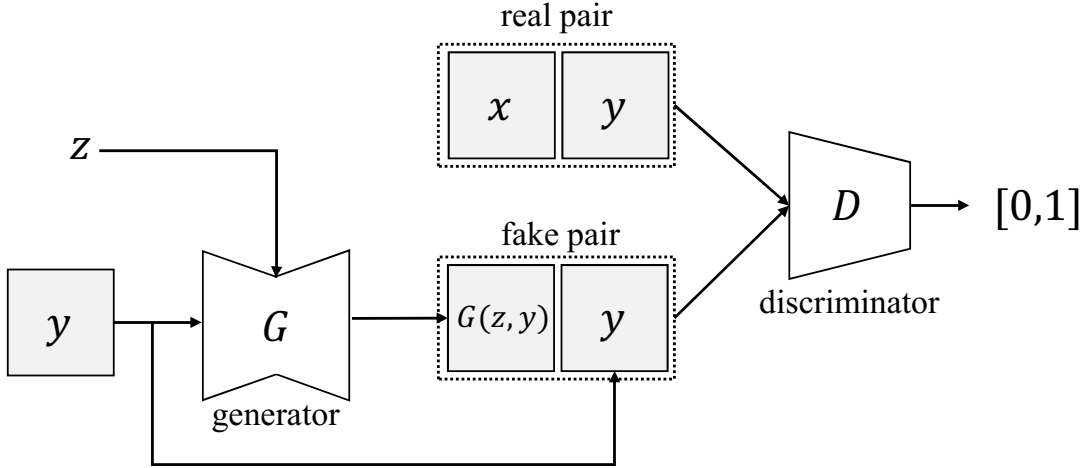 real pair
x
y
z
fake pair
y
G
generator
G(z, y)
y
D
discriminator
[0,1]